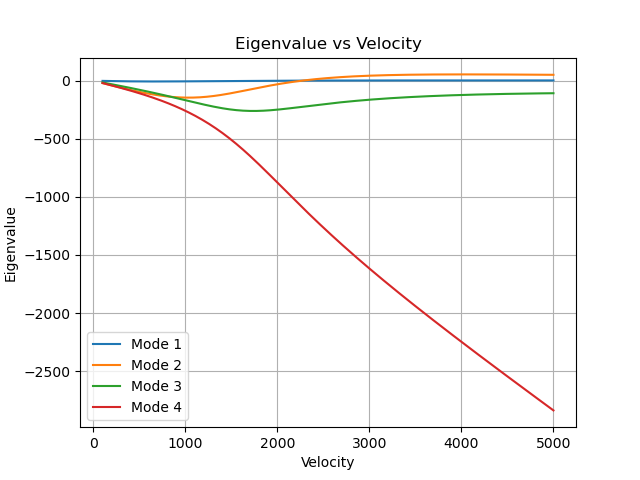 Eigenvalue vs Velocity
Eigenvalue
0
−500
−1000
−1500
−2000
−2500
Mode 1
Mode 2
Mode 3
Mode 4
0 1000 2000 3000 4000 5000
Velocity